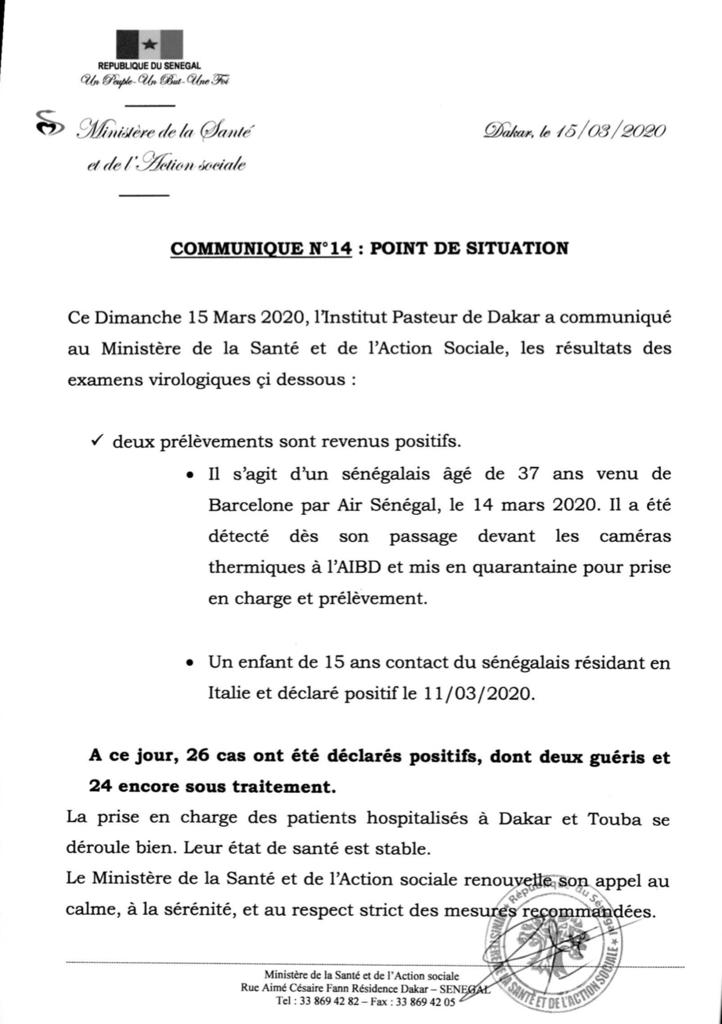 REPUBLIQUE DU SENEGAL
Un Peuple - Un But - Une Foi
Ministère de la Santé
et de l'Action sociale
Dakar, le 15/03/2020
COMMUNIQUE N°14 : POINT DE SITUATION
Ce Dimanche 15 Mars 2020, l'Institut Pasteur de Dakar a communiqué
au Ministère de la Santé et de l'Action Sociale, les résultats des
examens virologiques çi dessous :
✓ deux prélèvements sont revenus positifs.
• Il s'agit d'un sénégalais âgé de 37 ans venu de
Barcelone par Air Sénégal, le 14 mars 2020. Il a été
détecté dès son passage devant les caméras
thermiques à l'AIBD et mis en quarantaine pour prise
en charge et prélèvement.
• Un enfant de 15 ans contact du sénégalais résidant en
Italie et déclaré positif le 11/03/2020.
A ce jour, 26 cas ont été déclarés positifs, dont deux guéris et
24 encore sous traitement.
La prise en charge des patients hospitalisés à Dakar et Touba se
déroule bien. Leur état de santé est stable.
Le Ministère de la Santé et de l'Action sociale renouvelle son appel au
calme, à la sérénité, et au respect strict des mesures recommandées.
République du Sénégal
MINISTERE DE LA SANTÉ ET DE L'ACTION SOCIALE
Ministère de la Santé et de l'Action sociale
Rue Aimé Césaire Fann Résidence Dakar – SENEGAL
Tel : 33 869 42 82 – Fax : 33 869 42 05